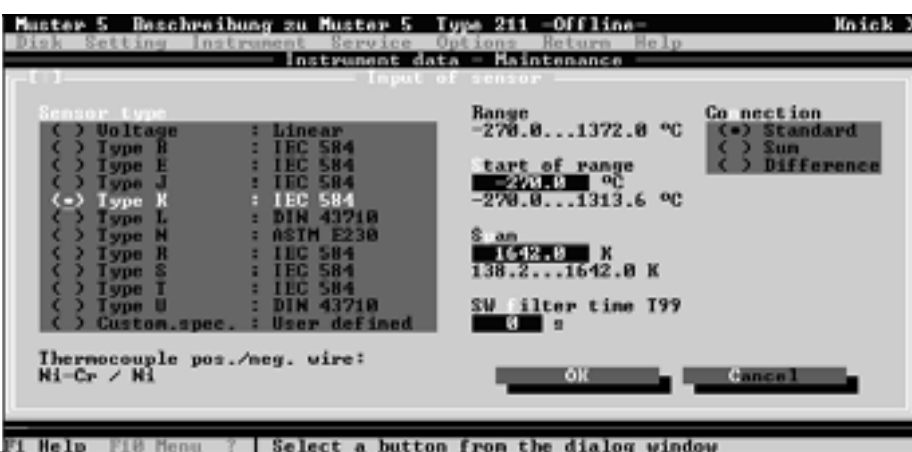 Muster 5 Beschreibung zu Muster 5 Type 211 -Offline- Knick >
Disk Setting Instrument Service Options Return Help
Instrument data - Maintenance
Input of sensor
Sensor type
( ) Voltage : Linear
( ) Type B : IEC 584
( ) Type E : IEC 584
( ) Type J : IEC 584
(•) Type K : IEC 584
( ) Type L : DIN 43710
( ) Type N : ASTM E230
( ) Type R : IEC 584
( ) Type S : IEC 584
( ) Type T : IEC 584
( ) Type U : DIN 43710
( ) Custom.spec. : User defined
Thermocouple pos./neg. wire:
Ni-Cr / Ni
Range
-270.0...1372.0 ºC
Start of range
-270.0 ºC
-270.0...1313.6 ºC
Span
1642.0 K
138.2...1642.0 K
SW filter time T99
0 s
Connection
(•) Standard
( ) Sum
( ) Difference
OK
Cancel
F1 Help F10 Menu ? | Select a button from the dialog window